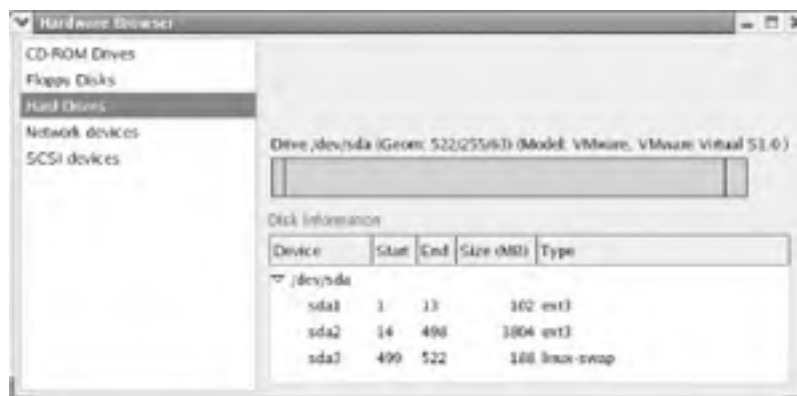 Hardware Browser
CD-ROM Drives
Floppy Disks
Hard Drives
Network devices
SCSI devices
Drive /dev/sda (Geom: 522/255/63) (Model: VMware, VMware Virtual S1.0)
Disk Information
Device Start End Size (MB) Type
/dev/sda
sda1 1 13 102 ext3
sda2 14 498 3804 ext3
sda3 499 522 188 linux-swap